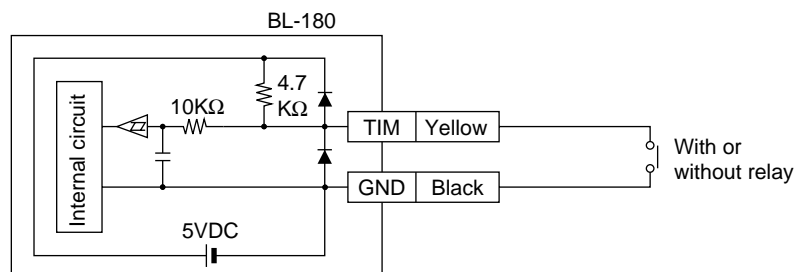 BL-180
Internal circuit
10KΩ
4.7
KΩ
TIM Yellow
GND Black
With or
without relay
5VDC